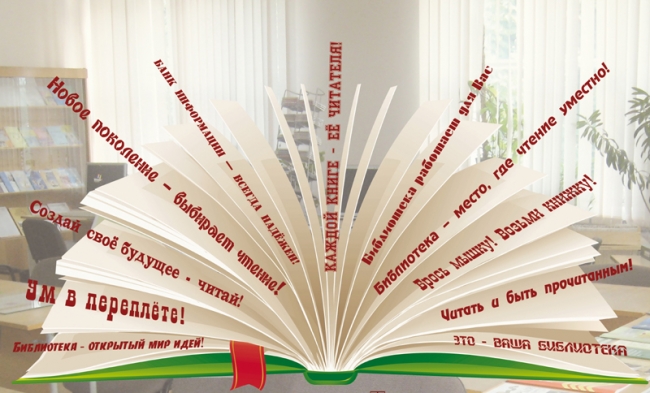 Библиотека - открытый мир идей!
Ум в переплёте!
Создай своё будущее - читай!
Новое поколение – выбирает чтение!
Банк информации — всегда надёжен!
Каждой книге - её читателя!
Библиотека работает для Вас
Библиотека – место, где чтение уместно!
Брось мышку! Возьми книжку!
Читать и быть прочитанным!
Это - Ваша библиотека